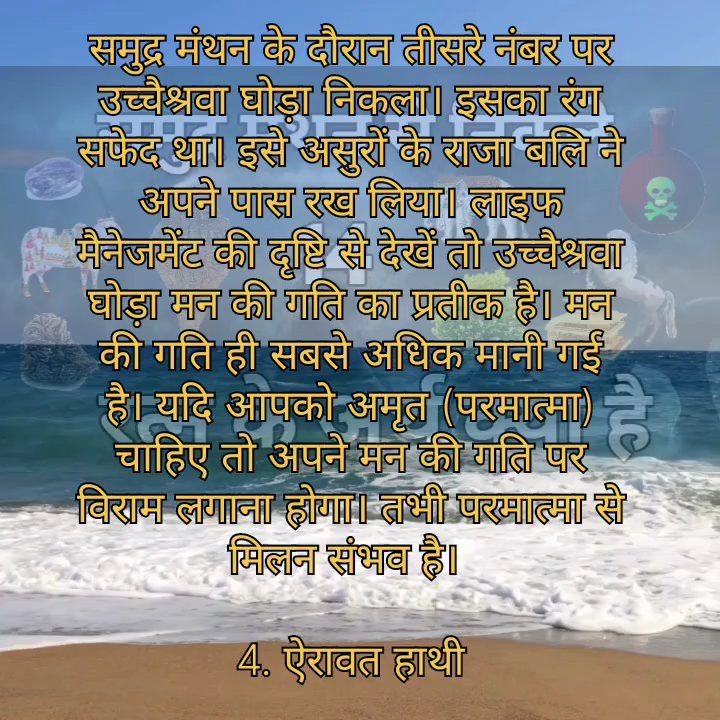 समुद्र मंथन के दौरान तीसरे नंबर पर
उच्चैश्रवा घोड़ा निकला। इसका रंग
सफेद था। इसे असुरों के राजा बलि ने
अपने पास रख लिया। लाइफ
मैनेजमेंट की दृष्टि से देखें तो उच्चैश्रवा
घोड़ा मन की गति का प्रतीक है। मन
की गति ही सबसे अधिक मानी गई
है। यदि आपको अमृत (परमात्मा)
चाहिए तो अपने मन की गति पर
विराम लगाना होगा। तभी परमात्मा से
मिलन संभव है।
4. ऐरावत हाथी
14
है